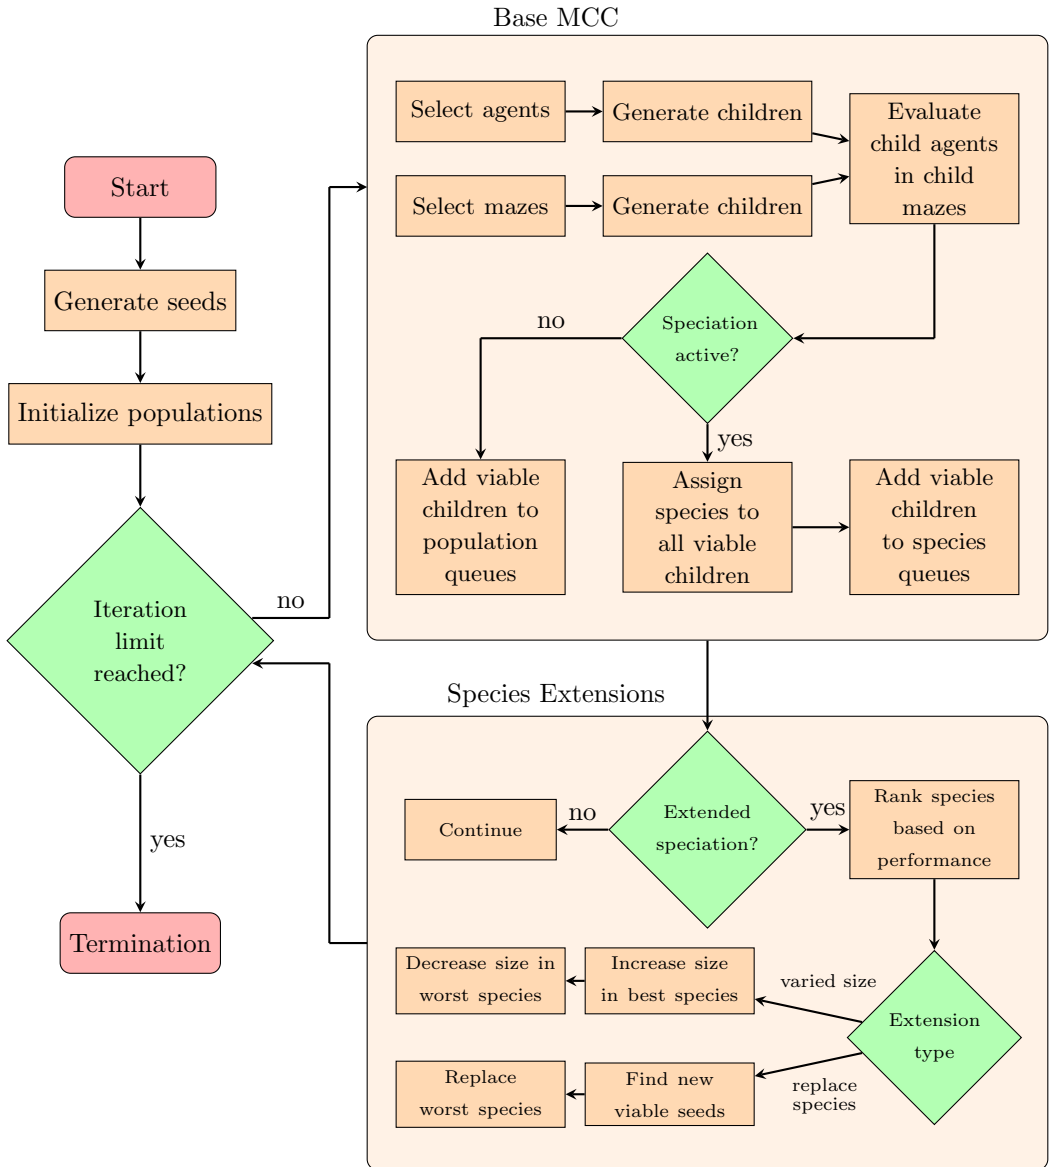 Base MCC
Select agents
Generate children
Evaluate
child agents
in child
mazes
Select mazes
Generate children
Start
Generate seeds
Initialize populations
Speciation
active?
no
yes
Add viable
children to
population
queues
Assign
species to
all viable
children
Add viable
children
to species
queues
Iteration
limit
reached?
no
yes
Termination
Species Extensions
Extended
speciation?
no
Continue
yes
Rank species
based on
performance
Extension
type
varied size
Increase size
in best species
Decrease size in
worst species
replace
species
Find new
viable seeds
Replace
worst species